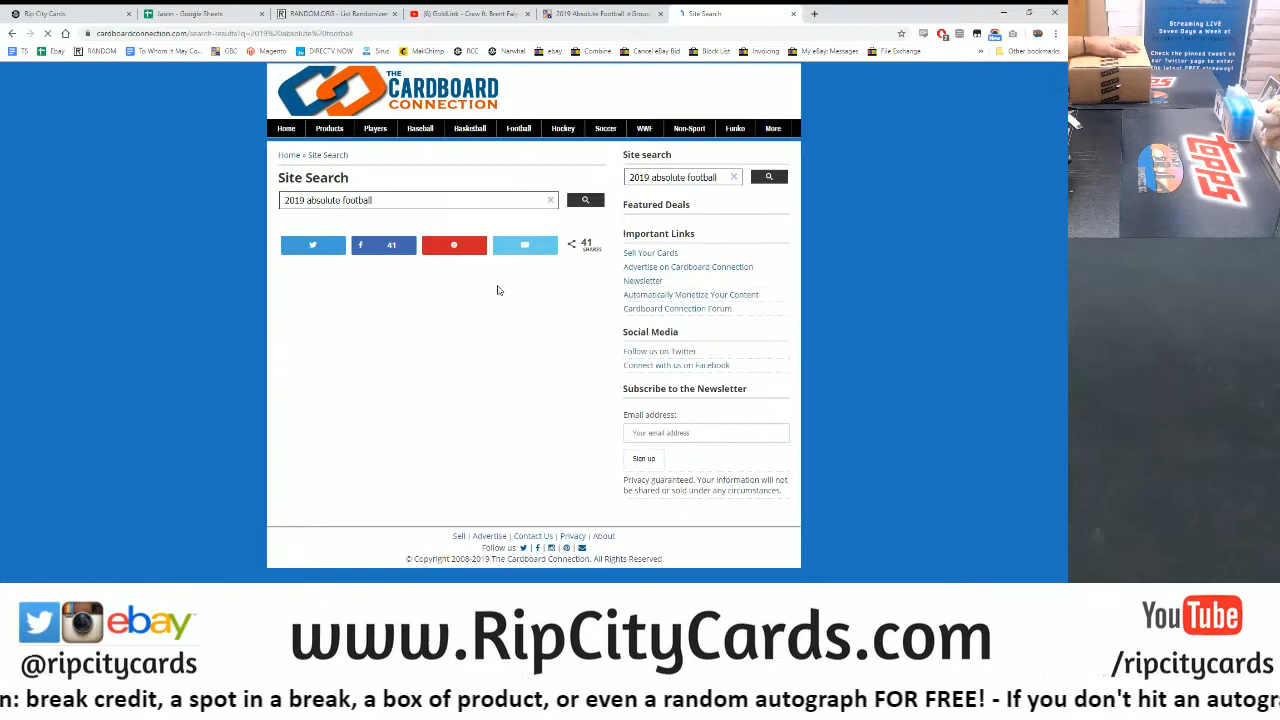 Rip City Cards
Jason - Google Sheets
RANDOM.ORG - List Randomizer
(6) GoldLink - Crew ft. Brent Faiy
2019 Absolute Football #Group
Site Search
cardboardconnection.com/search-results?q=2019%20absolute%20football
TS
Ebay
RANDOM
To Whom it May Co
GBC
Magento
DIRECTV NOW
Sirius
MailChimp
Bb
Narwhal
ebay
Combine
Cancel eBay Bid
Block List
Invoicing
My eBay: Messages
File Exchange
»
Other bookmarks
THE
CARDBOARD
CONNECTION
Home Products Players Baseball Basketball Football Hockey Soccer WWE Non-Sport Funko More
Home » Site Search
Site Search
2019 absolute football
41
41
SHARES
Site search
2019 absolute football
Featured Deals
Important Links
Sell Your Cards
Advertise on Cardboard Connection
Newsletter
Automatically Monetize Your Content
Cardboard Connection Forum
Social Media
Follow us on Twitter
Connect with us on Facebook
Subscribe to the Newsletter
Email address:
Your email address
Sign up
Privacy guaranteed. Your information will not
be shared or sold under any circumstances.
Sell | Advertise | Contact Us | Privacy | About
Follow us:
© Copyright 2008-2019 The Cardboard Connection. All Rights Reserved
Streaming LIVE
Seven Days a Week at
Check the pinned tweet on
our Twitter page to enter
the latest FREE giveaway!
topps
ebay™
@ripcitycards
www.RipCityCards.com
YouTube
/ripcitycards
n: break credit, a spot in a break, a box of product, or even a random autograph FOR FREE! - If you don't hit an autogra